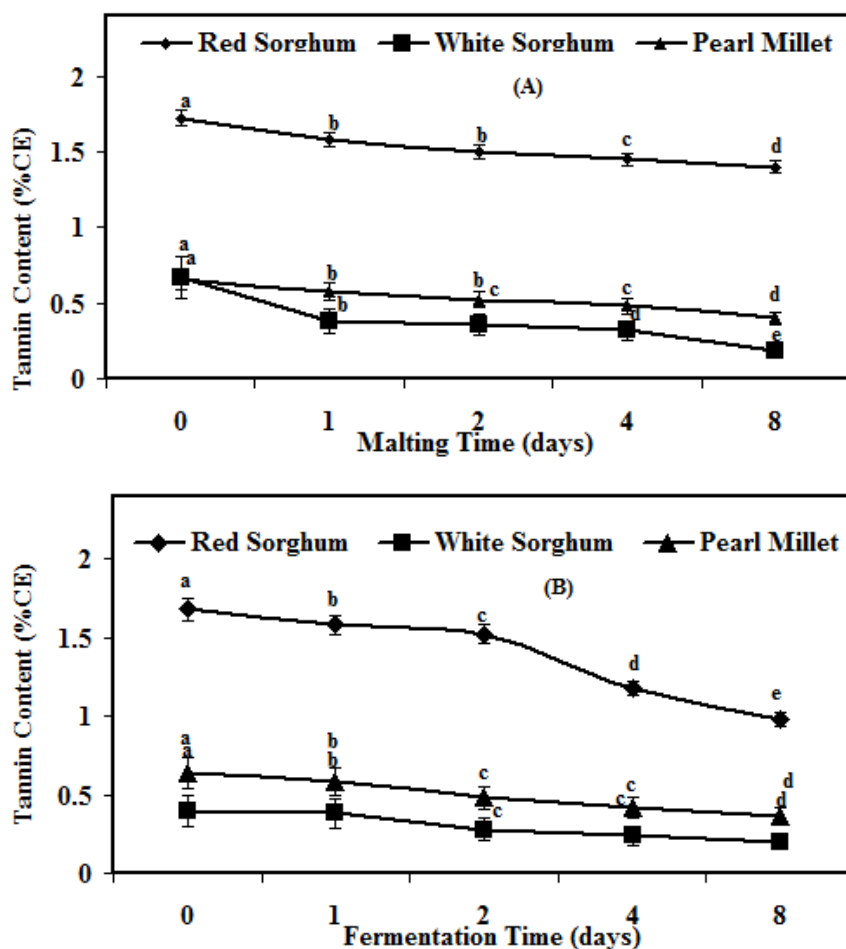 Red Sorghum White Sorghum Pearl Millet
(A)
2
1.5
1
0.5
0
Tannin Content (%CE)
a b b c d
a
a b b c c d
b d e
0 1 2 4 8
Malting Time (days)
Red Sorghum White Sorghum Pearl Millet
(B)
2
1.5
1
0.5
0
Tannin Content (%CE)
a b c d e
a b c c d
a b c c d
0 1 2 4 8
Fermentation Time (days)